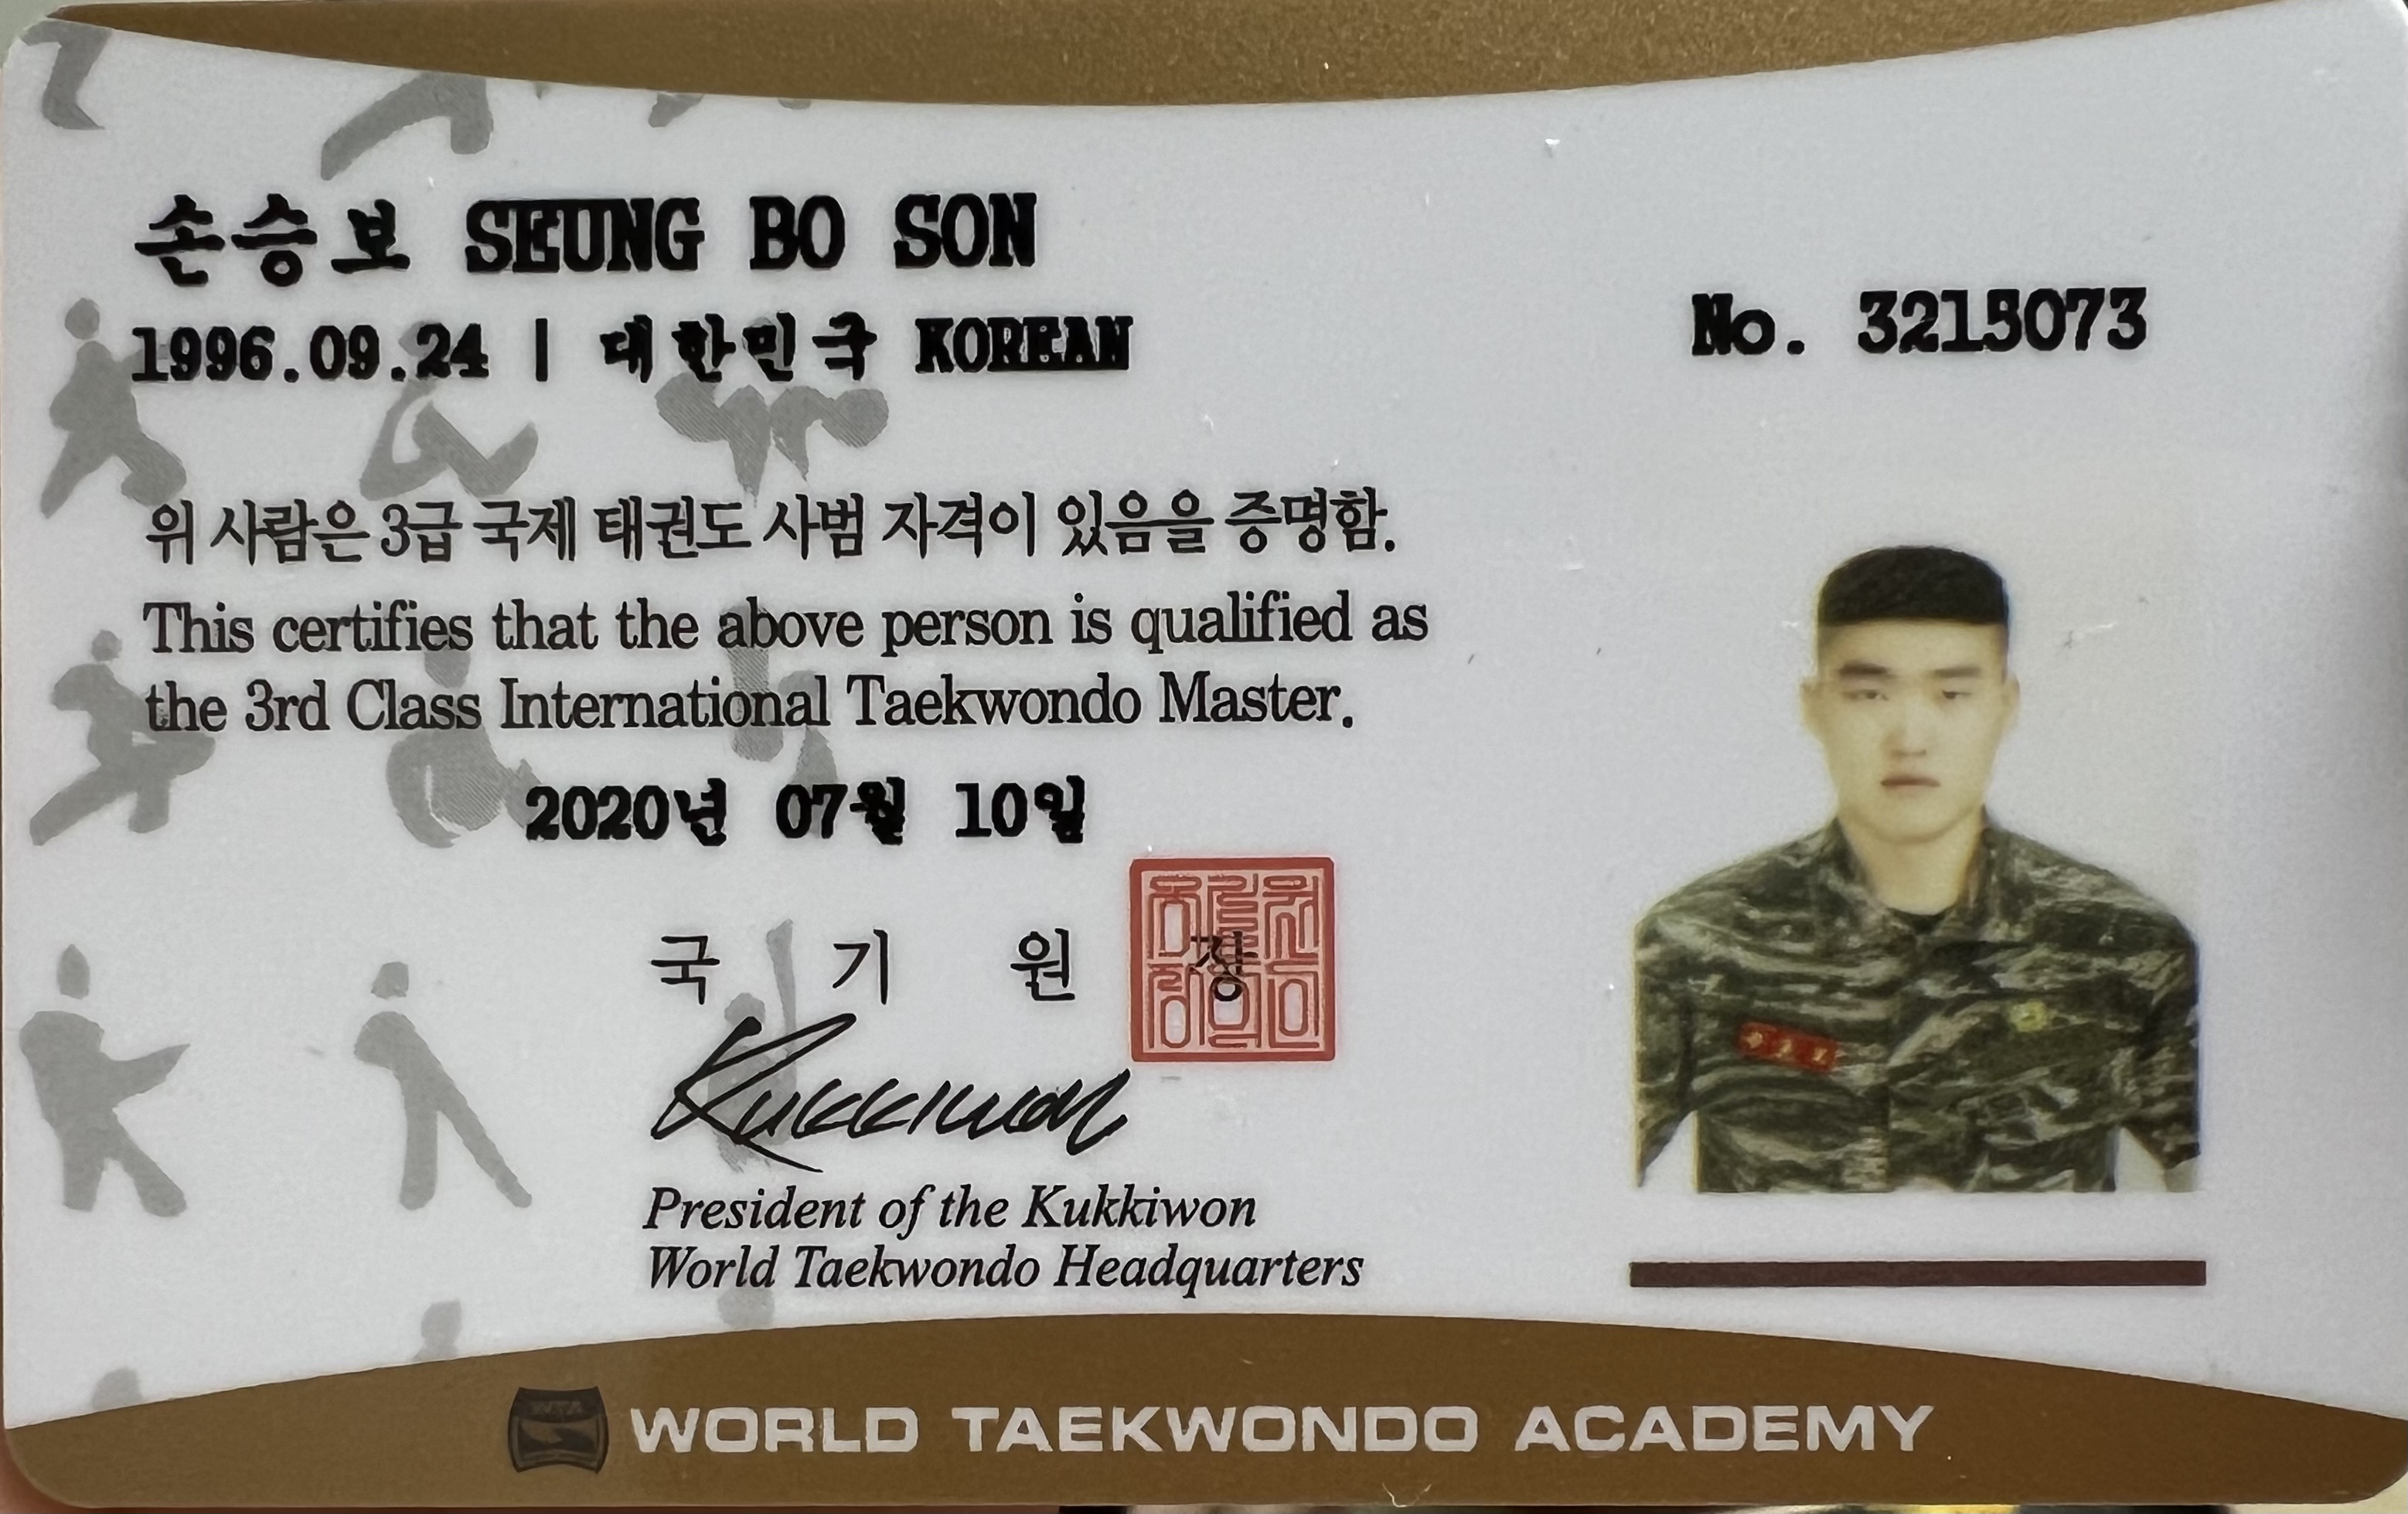 손승보 SEUNG BO SON
1996.09.24 | 대한민국 KOREAN
No. 3215073
위 사람은 3급 국제 태권도 사범 자격이 있음을 증명함.
This certifies that the above person is qualified as
the 3rd Class International Taekwondo Master.
2020년 07월 10일
국 기 원 장
Kukkiwon
President of the Kukkiwon
World Taekwondo Headquarters
손승보
WTA
WORLD TAEKWONDO ACADEMY